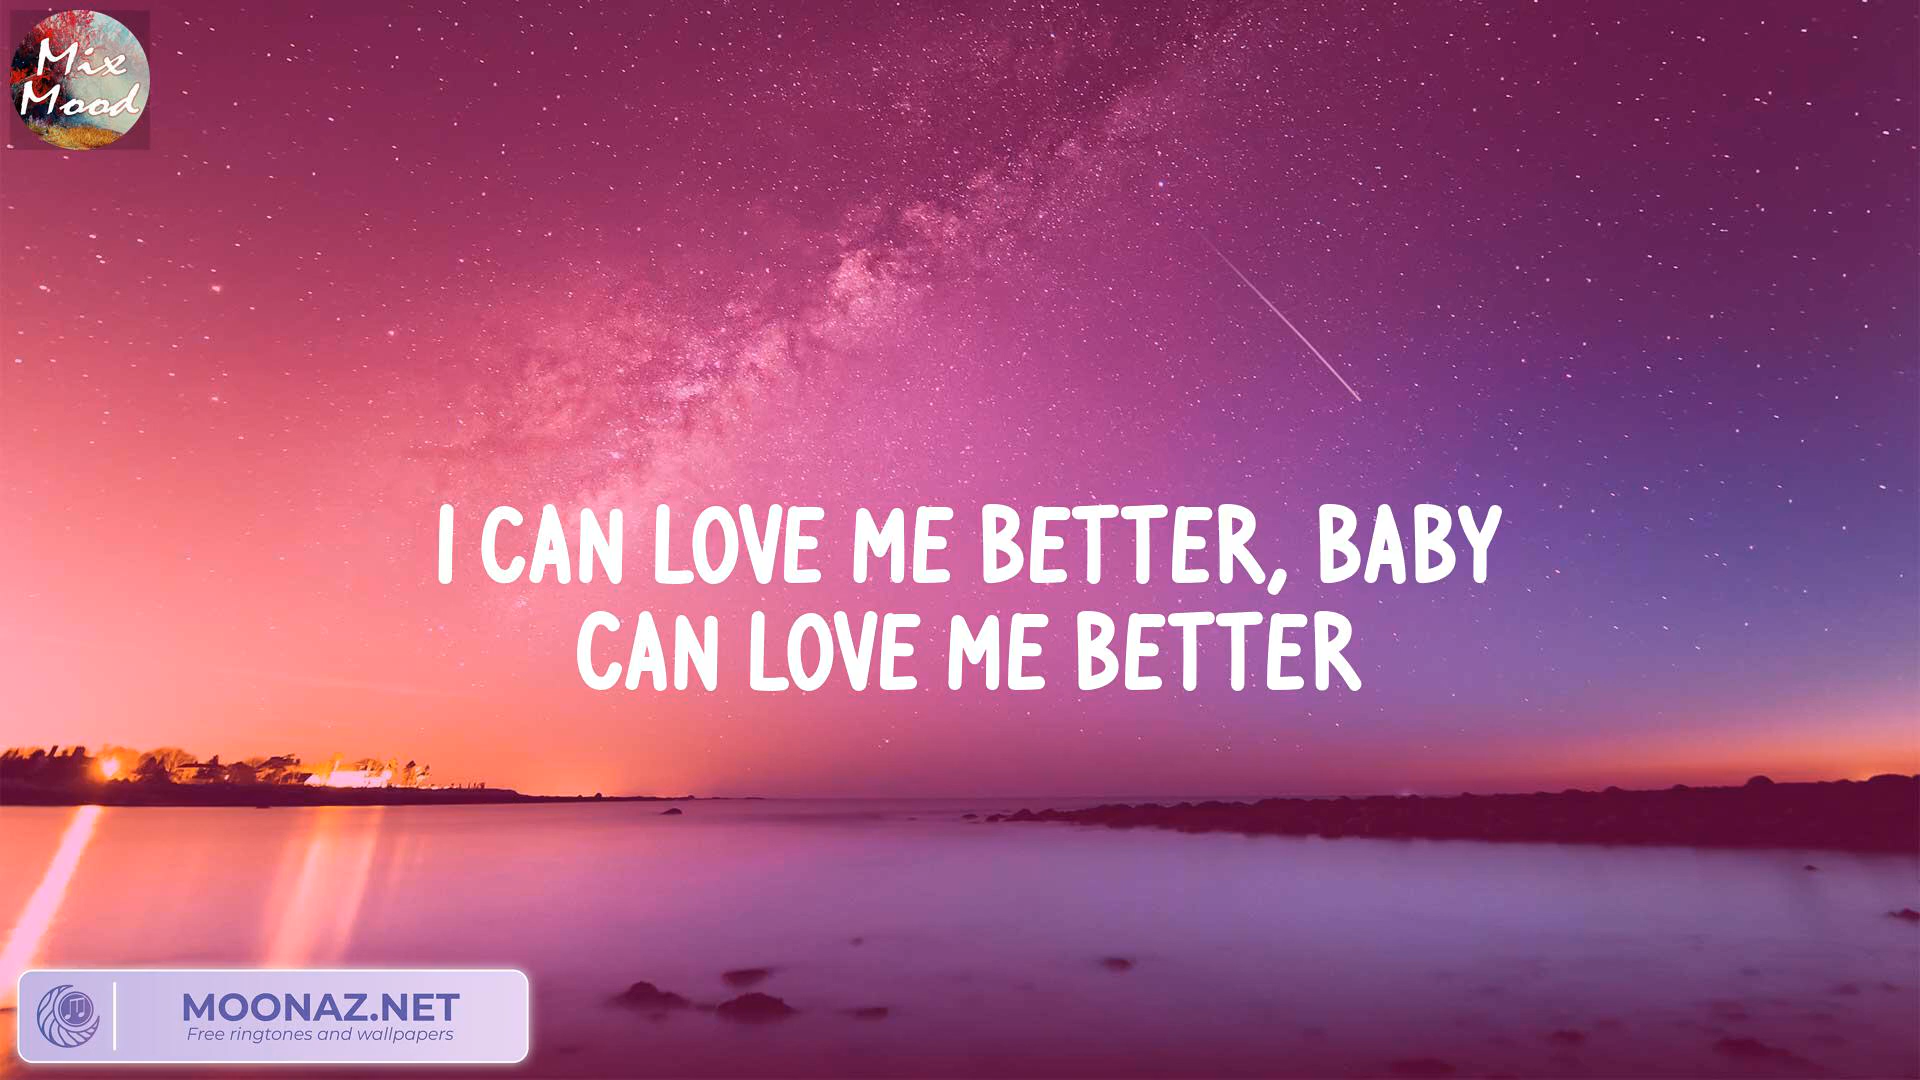 Mix
Mood
I CAN LOVE ME BETTER, BABY
CAN LOVE ME BETTER
MOONAZ.NET
Free ringtones and wallpapers